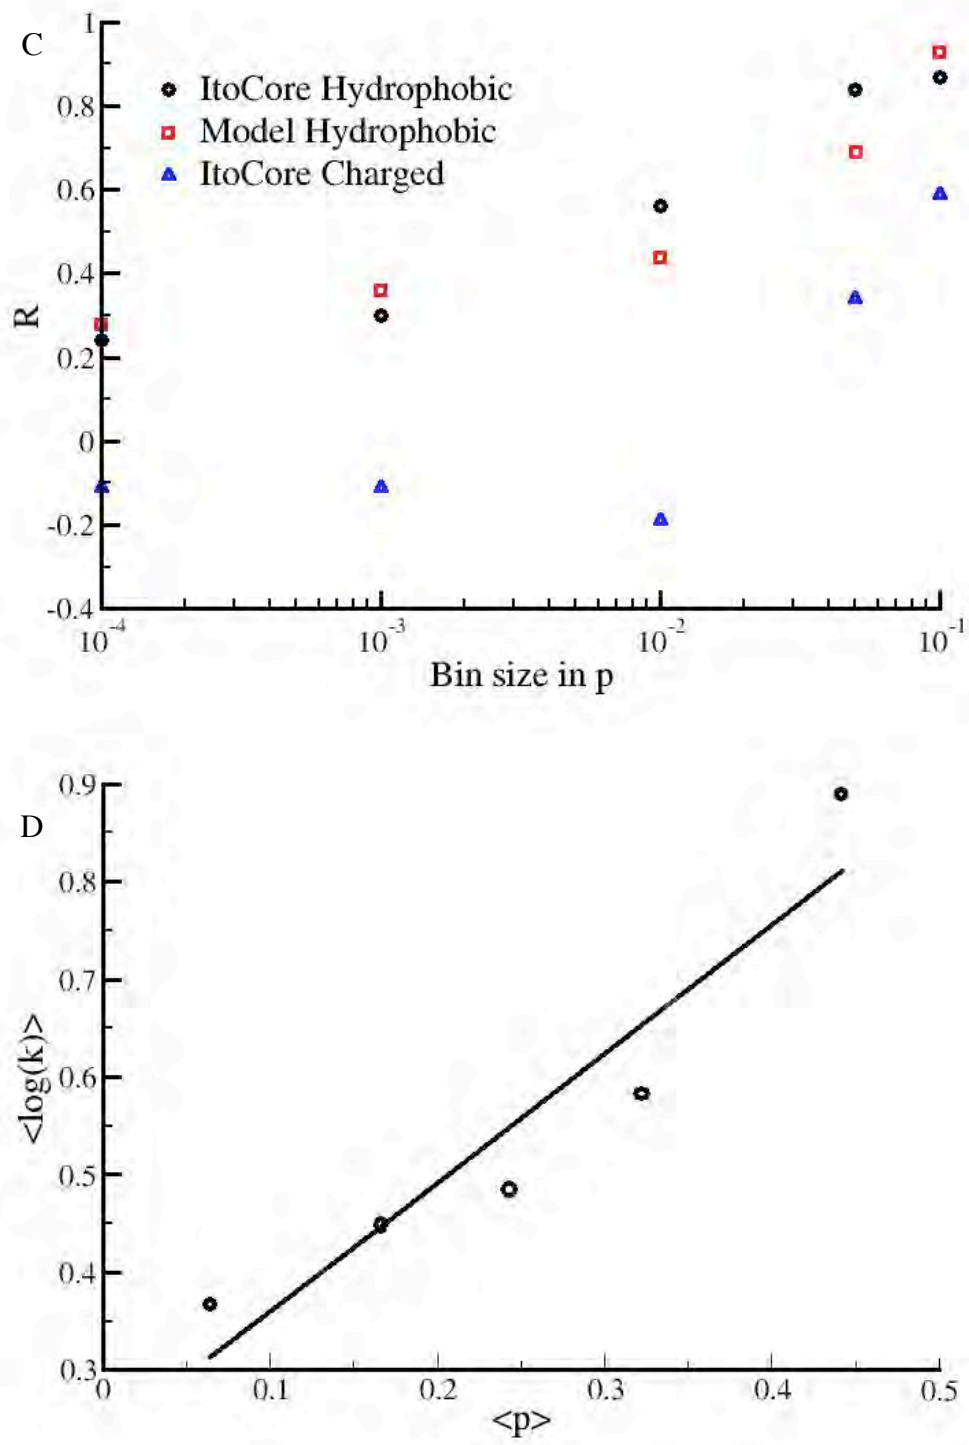 C
1
0.8
0.6
0.4
0.2
0
-0.2
-0.4
R
ItoCore Hydrophobic
Model Hydrophobic
ItoCore Charged
10^-4 10^-3 10^-2 10^-1
Bin size in p
D
0.9
0.8
0.7
0.6
0.5
0.4
0.3
<log(k)>
0 0.1 0.2 0.3 0.4 0.5
<p>